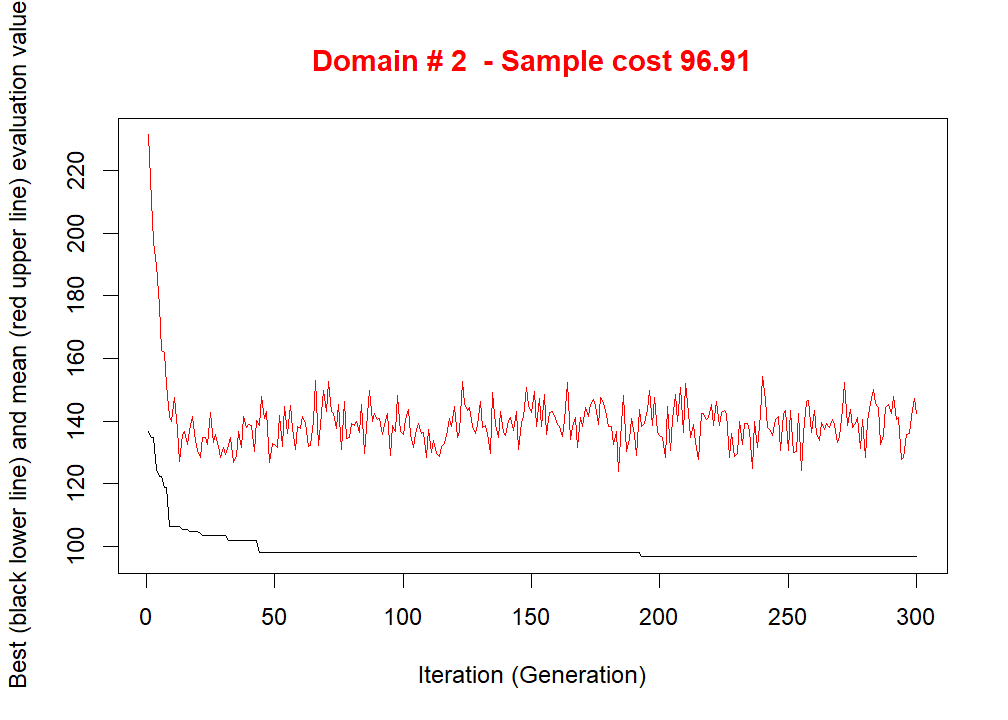 Domain # 2  - Sample cost 96.91
Best (black lower line) and mean (red upper line) evaluation value
220
200
180
160
140
120
100
0 50 100 150 200 250 300
Iteration (Generation)